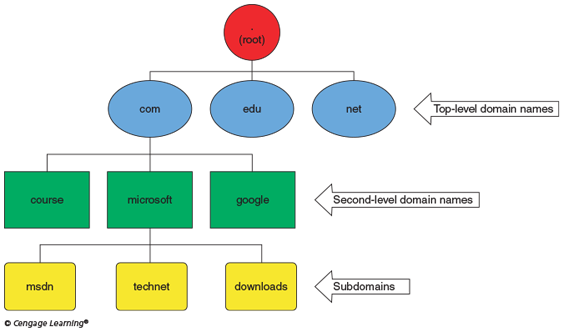 .
(root)
com
edu
net
Top-level domain names
course
microsoft
google
Second-level domain names
msdn
technet
downloads
Subdomains
© Cengage Learning®